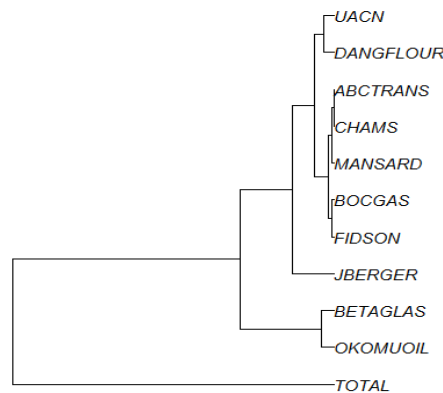 UACN
DANGFLOUR
ABCTRANS
CHAMS
MANSARD
BOCGAS
FIDSON
JBERGER
BETAGLAS
OKOMUOIL
TOTAL